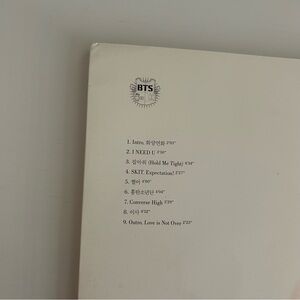 BTS
1. Intro. 화양연화
2. I NEED U
3. 잡아줘 (Hold Me Tight)
4. SKIT. Expectation!
5. 쩔어
6. 흥탄소년단
7. Converse High
8. 이사
9. Outro. Love is Not Over